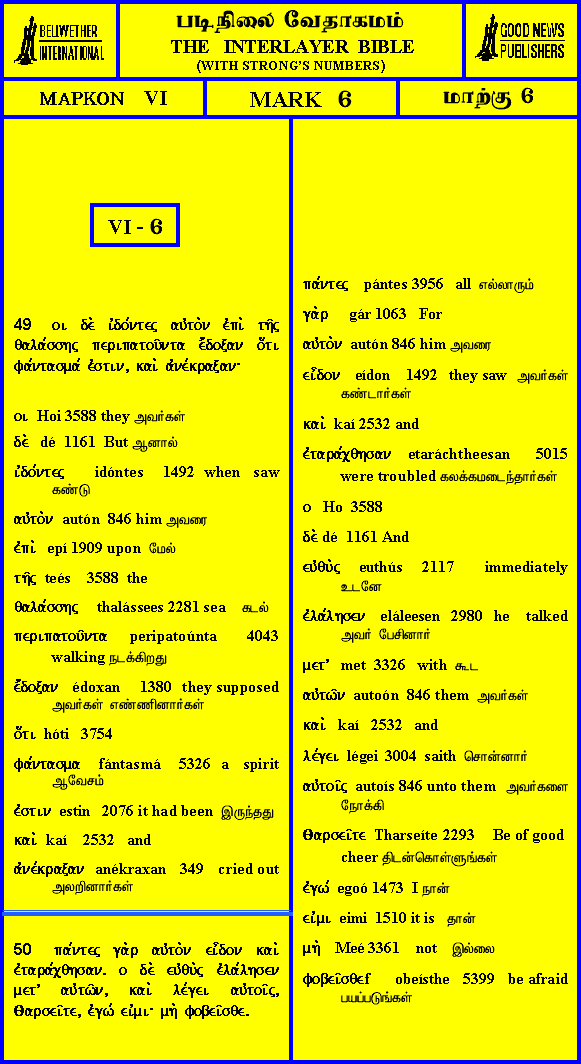 BELLWETHER
INTERNATIONAL
படிநிலை வேதாகமம்
THE INTERLAYER BIBLE
(WITH STRONG'S NUMBERS)
GOOD NEWS
PUBLISHERS
ΜΑΡΚΟΝ VI
MARK 6
மாற்கு 6
VI - 6
49 οι δὲ ἰδόντες αὐτὸν ἐπὶ τῆς
θαλάσσης περιπατοῦντα ἔδοξαν ὅτι
φάντασμά ἐστιν, καὶ ἀνέκραξαν·
οι Hoi 3588 they அவர்கள்
δὲ dé 1161 But ஆனால்
ἰδόντες idóntes 1492 when saw
கண்டு
αὐτὸν autón 846 him அவரை
ἐπὶ epí 1909 upon மேல்
τῆς teés 3588 the
θαλάσσης thalássees 2281 sea கடல்
περιπατοῦντα peripatoúnta 4043
walking நடக்கிறது
ἔδοξαν édoxan 1380 they supposed
அவர்கள் எண்ணினார்கள்
ὅτι hóti 3754
φάντασμα fántasmá 5326 a spirit
ஆவேசம்
ἐστιν estin 2076 it had been இருந்தது
καὶ kaí 2532 and
ἀνέκραξαν anékraxan 349 cried out
அலறினார்கள்
50 πάντες γὰρ αὐτὸν εἶδον καὶ
ἐταράχθησαν. ο δὲ εὐθὺς ἐλάλησεν
μετ’ αὐτῶν, καὶ λέγει αὐτοῖς,
Θαρσεῖτε, ἐγώ εἰμι· μὴ φοβεῖσθε.
πάντες pántes 3956 all எல்லாரும்
γὰρ gár 1063 For
αὐτὸν autón 846 him அவரை
εἶδον eídon 1492 they saw அவர்கள்
கண்டார்கள்
καὶ kaí 2532 and
ἐταράχθησαν etaráchtheesan 5015
were troubled கலக்கமடைந்தார்கள்
ο Ho 3588
δὲ dé 1161 And
εὐθὺς euthús 2117 immediately
உடனே
ἐλάλησεν eláleesen 2980 he talked
அவர் பேசினார்
μετ’ met 3326 with கூட
αὐτῶν autoón 846 them அவர்கள்
καὶ kaí 2532 and
λέγει légei 3004 saith சொன்னார்
αὐτοῖς autoís 846 unto them அவர்களை
நோக்கி
Θαρσεῖτε Tharseíte 2293 Be of good
cheer திடன்கொள்ளுங்கள்
ἐγώ egoó 1473 I நான்
εἰμι eimi 1510 it is தான்
μὴ Meé 3361 not இல்லை
φοβεῖσθεf obeísthe 5399 be afraid
பயப்படுங்கள்